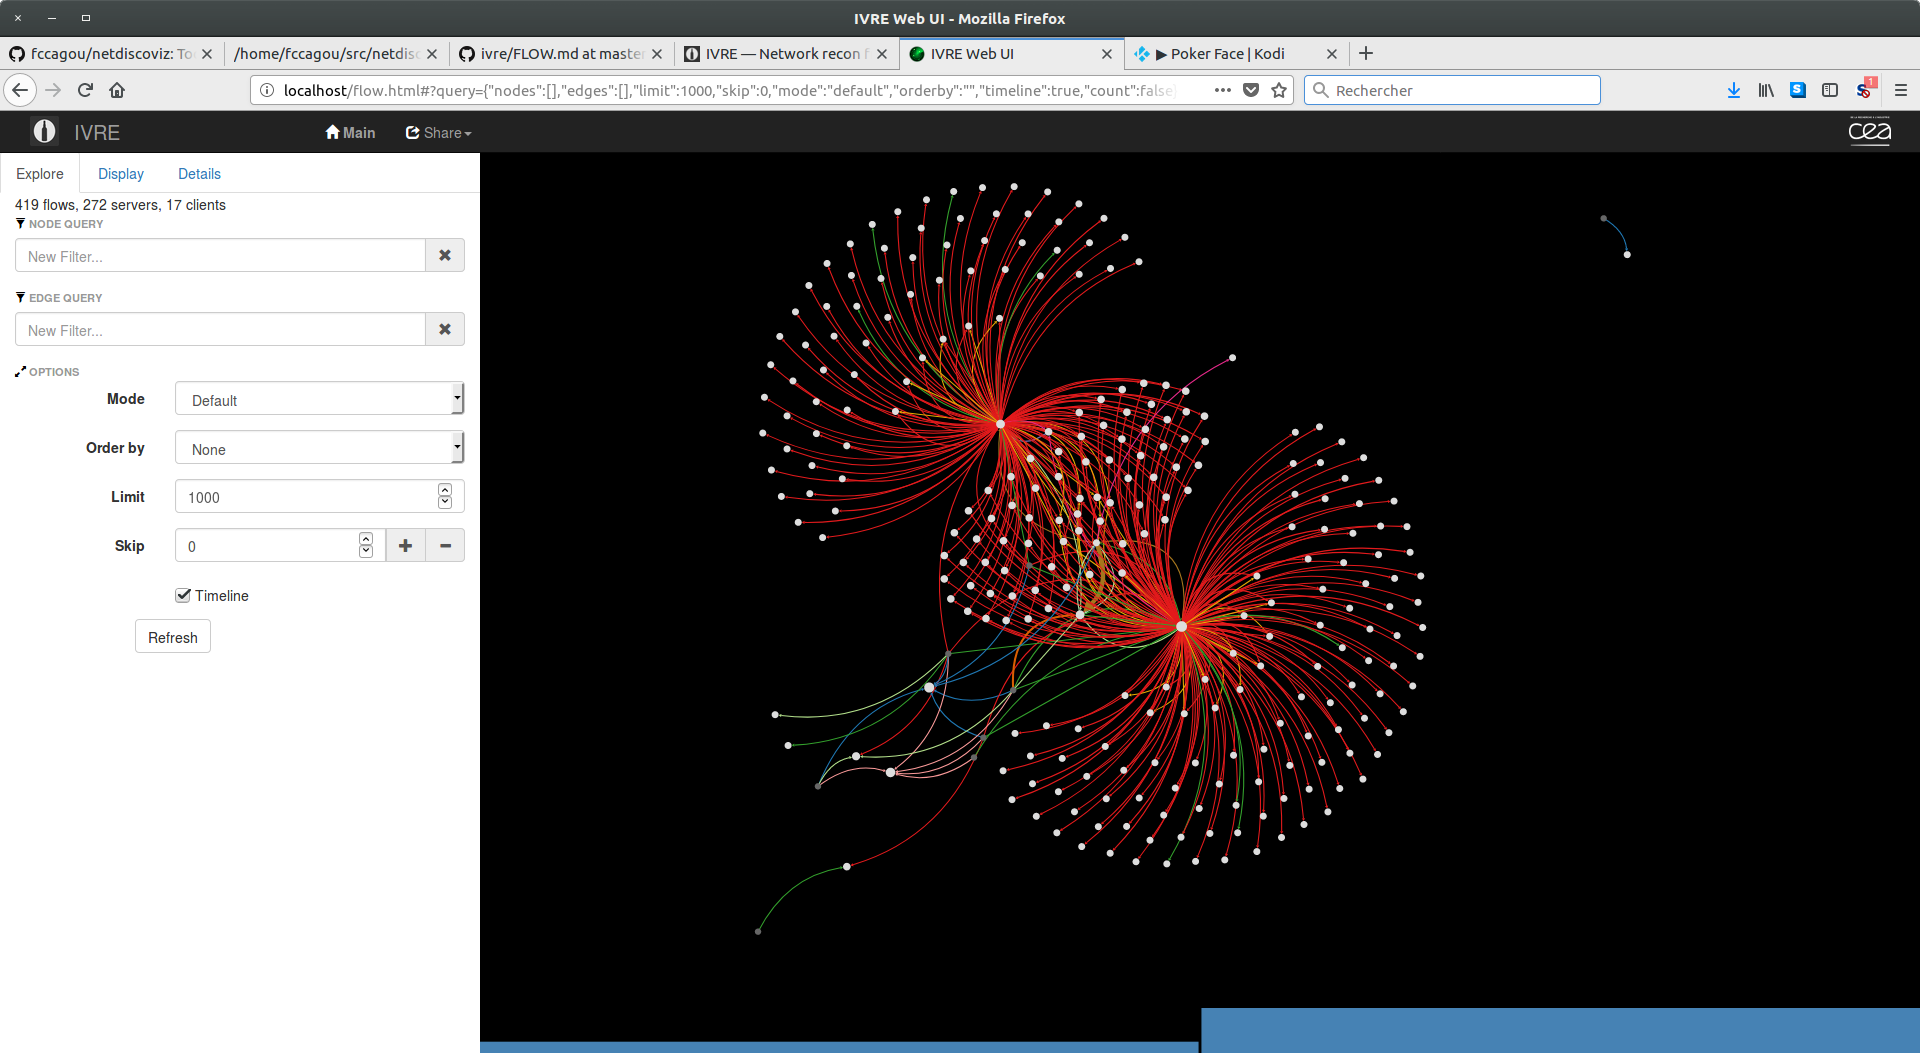 IVRE Web UI - Mozilla Firefox
fccagou/netdiscoviz: To
/home/fccagou/src/netdis
ivre/FLOW.md at master
IVRE — Network recon f
IVRE Web UI
▶ Poker Face | Kodi
localhost/flow.html#?query={"nodes":[],"edges":[],"limit":1000,"skip":0,"mode":"default","orderby":"","timeline":true,"count":false
Rechercher
1
IVRE
Main
Share
cea
Explore
Display
Details
419 flows, 272 servers, 17 clients
NODE QUERY
New Filter...
EDGE QUERY
New Filter...
OPTIONS
Mode
Default
Order by
None
Limit
1000
Skip
0
Timeline
Refresh